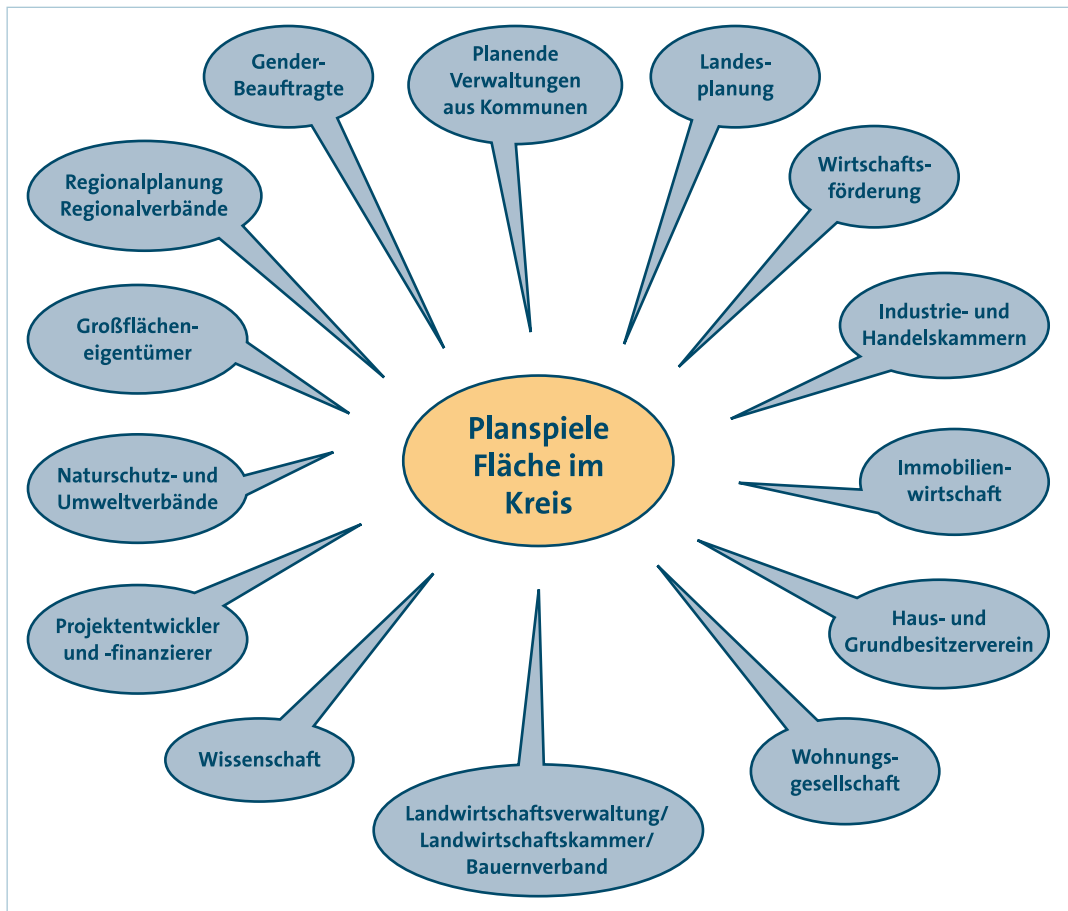 Gender-
Beauftragte
Planende
Verwaltungen
aus Kommunen
Landes-
planung
Regionalplanung
Regionalverbände
Wirtschafts-
förderung
Großflächen-
eigentümer
Industrie- und
Handelskammern
Planspiele
Fläche im
Kreis
Naturschutz- und
Umweltverbände
Immobilien-
wirtschaft
Projektentwickler
und -finanzierer
Haus- und
Grundbesitzerverein
Wissenschaft
Wohnungs-
gesellschaft
Landwirtschaftsverwaltung/
Landwirtschaftskammer/
Bauernverband